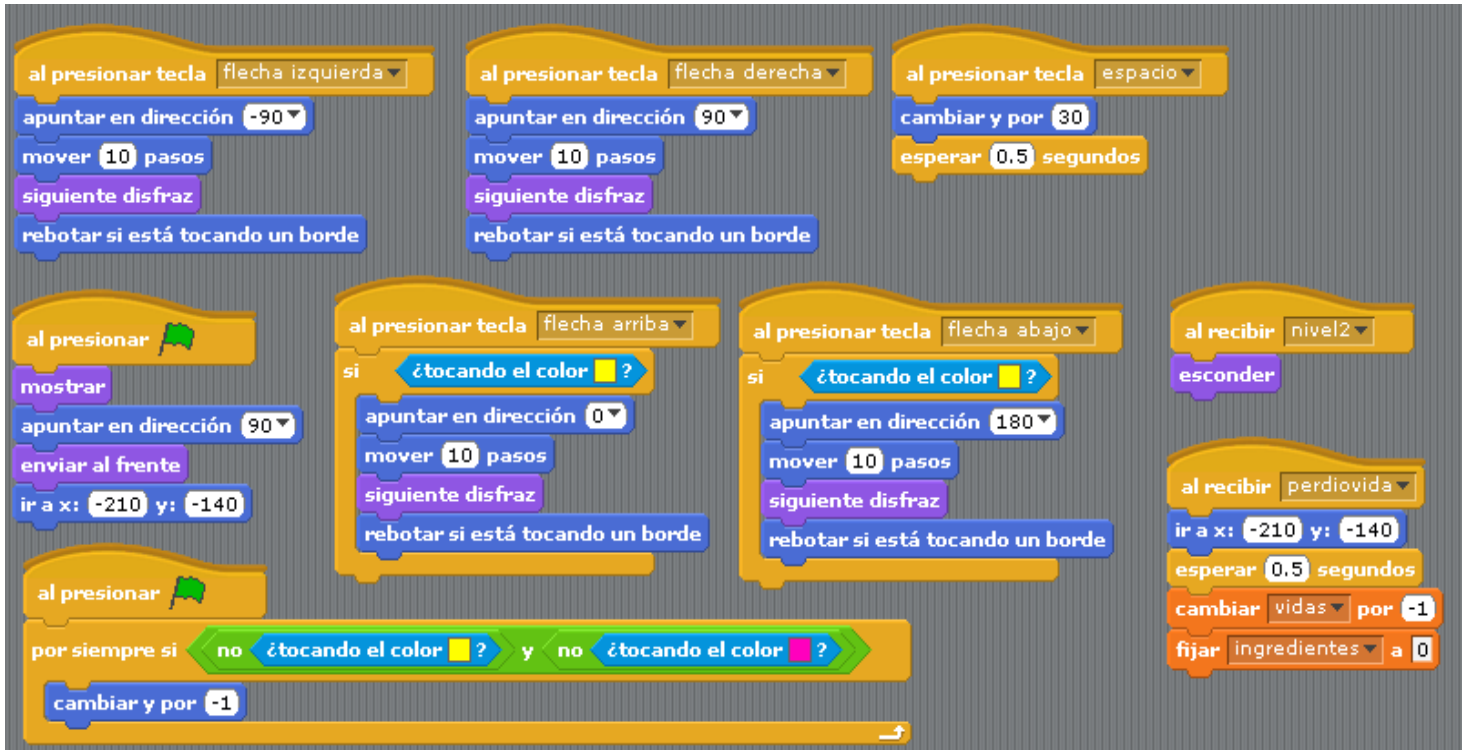 al presionar tecla flecha izquierda
apuntar en dirección -90
mover 10 pasos
siguiente disfraz
rebotar si está tocando un borde
al presionar tecla flecha derecha
apuntar en dirección 90
mover 10 pasos
siguiente disfraz
rebotar si está tocando un borde
al presionar tecla espacio
cambiar y por 30
esperar 0.5 segundos
al presionar
mostrar
apuntar en dirección 90
enviar al frente
ir a x: -210 y: -140
al presionar tecla flecha arriba
si ¿tocando el color ?
apuntar en dirección 0
mover 10 pasos
siguiente disfraz
rebotar si está tocando un borde
al presionar tecla flecha abajo
si ¿tocando el color ?
apuntar en dirección 180
mover 10 pasos
siguiente disfraz
rebotar si está tocando un borde
al recibir nivel2
esconder
al recibir perdiovida
ir a x: -210 y: -140
esperar 0.5 segundos
cambiar vidas por -1
fijar ingredientes a 0
al presionar
por siempre si no ¿tocando el color ? y no ¿tocando el color ?
cambiar y por -1